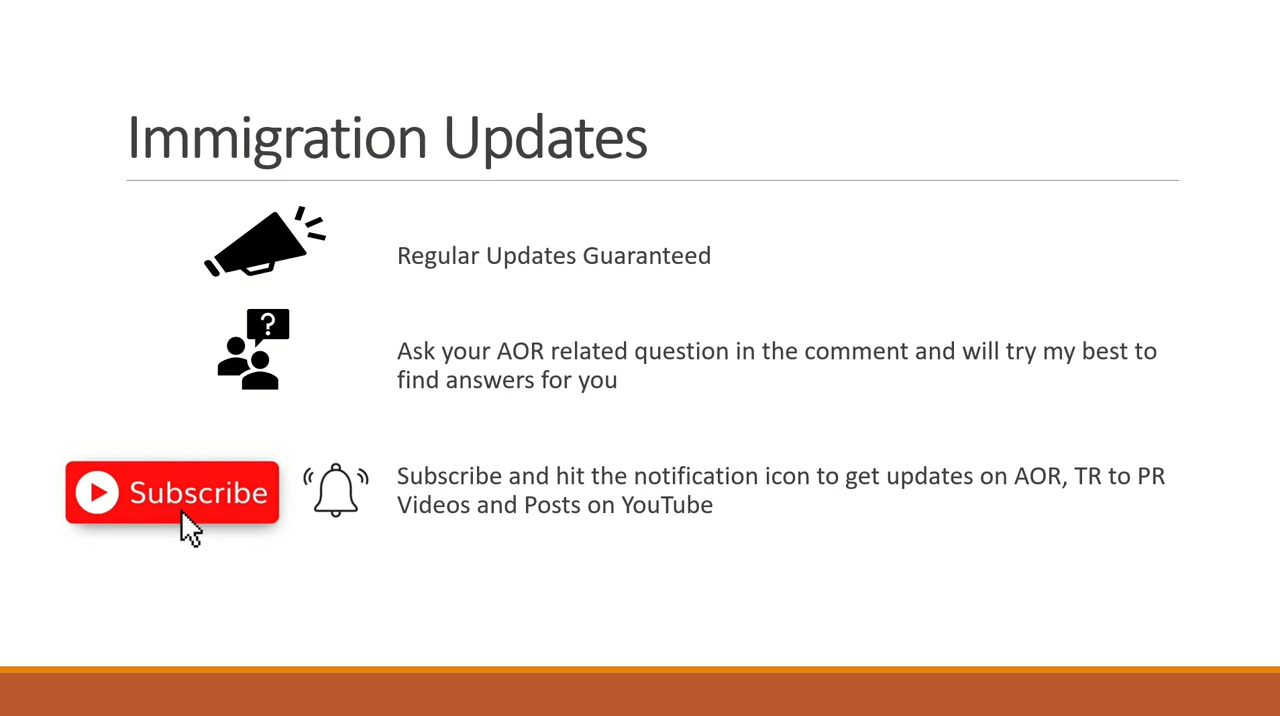 Immigration Updates
Regular Updates Guaranteed
?
Ask your AOR related question in the comment and will try my best to
find answers for you
Subscribe
Subscribe and hit the notification icon to get updates on AOR, TR to PR
Videos and Posts on YouTube